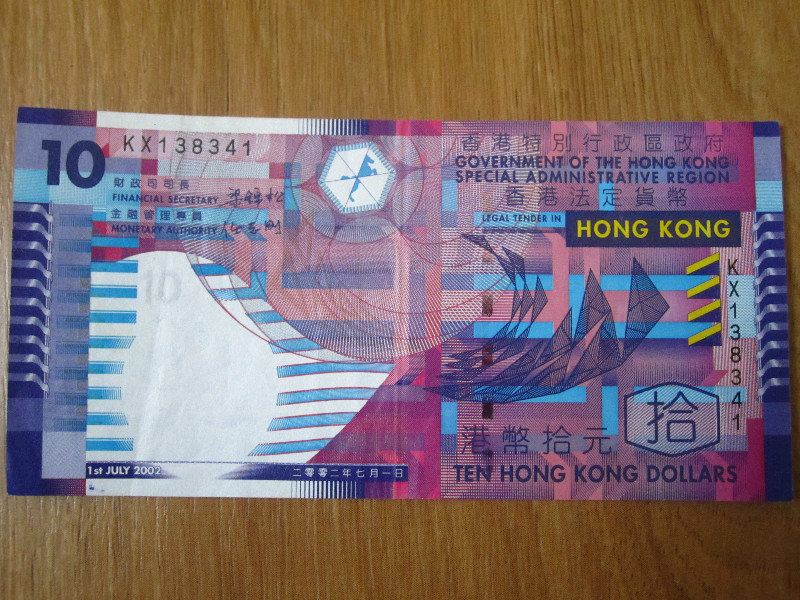 10
KX138341
財政司司長
FINANCIAL SECRETARY
金融管理專員
MONETARY AUTHORITY
10
1st JULY 2002
二零零二年七月一日
香港特別行政區政府
GOVERNMENT OF THE HONG KONG
SPECIAL ADMINISTRATIVE REGION
香港法定貨幣
LEGAL TENDER IN
HONG KONG
KX138341
拾
港幣拾元
TEN HONG KONG DOLLARS